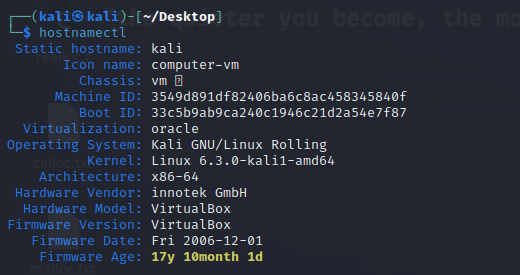 ┌──(kali㉿kali)-[~/Desktop]
└─$ hostnamectl
Static hostname: kali
Icon name: computer-vm
Chassis: vm
Machine ID: 3549d891df82406ba6c8ac458345840f
Boot ID: 33c5b9ab9ca240c1946c21d2a54e7f87
Virtualization: oracle
Operating System: Kali GNU/Linux Rolling
Kernel: Linux 6.3.0-kali1-amd64
Architecture: x86-64
Hardware Vendor: innotek GmbH
Hardware Model: VirtualBox
Firmware Version: VirtualBox
Firmware Date: Fri 2006-12-01
Firmware Age: 17y 10month 1d
you become, the mo